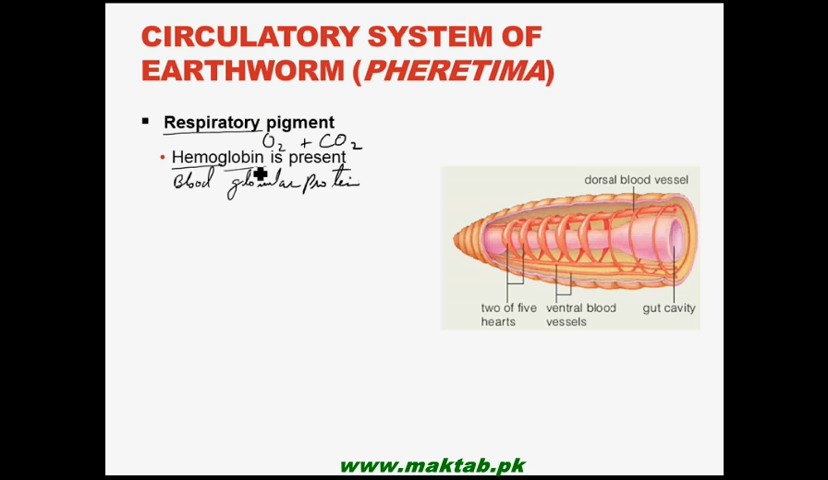 CIRCULATORY SYSTEM OF
EARTHWORM (PHERETIMA)
▪ Respiratory pigment
O2 + CO2
• Hemoglobin is present
Blood globular protein
dorsal blood vessel
two of five
hearts
ventral blood
vessels
gut cavity
www.maktab.pk